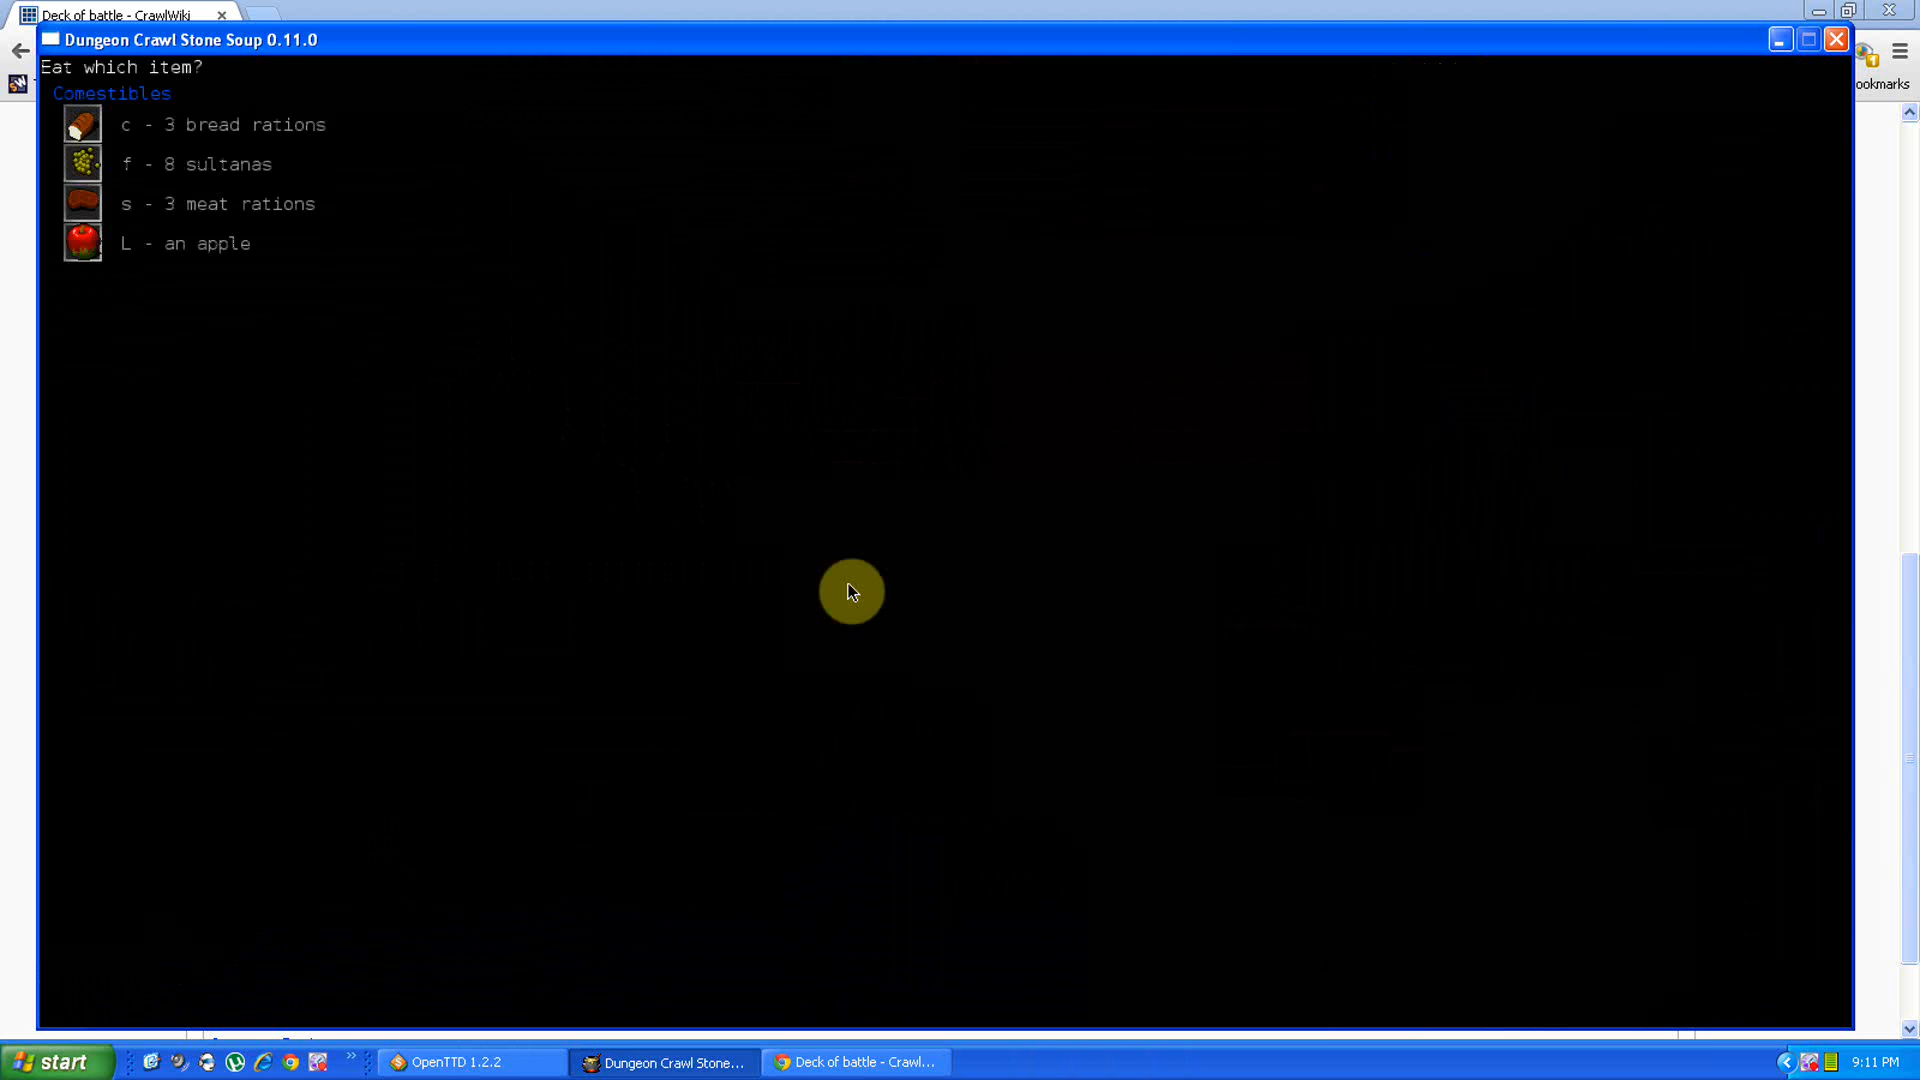 Deck of battle - CrawlWiki
Dungeon Crawl Stone Soup 0.11.0
Eat which item?
ookmarks
Comestibles
c - 3 bread rations
f - 8 sultanas
s - 3 meat rations
L - an apple
start
OpenTTD 1.2.2
Dungeon Crawl Stone...
Deck of battle - Crawl...
9:11 PM